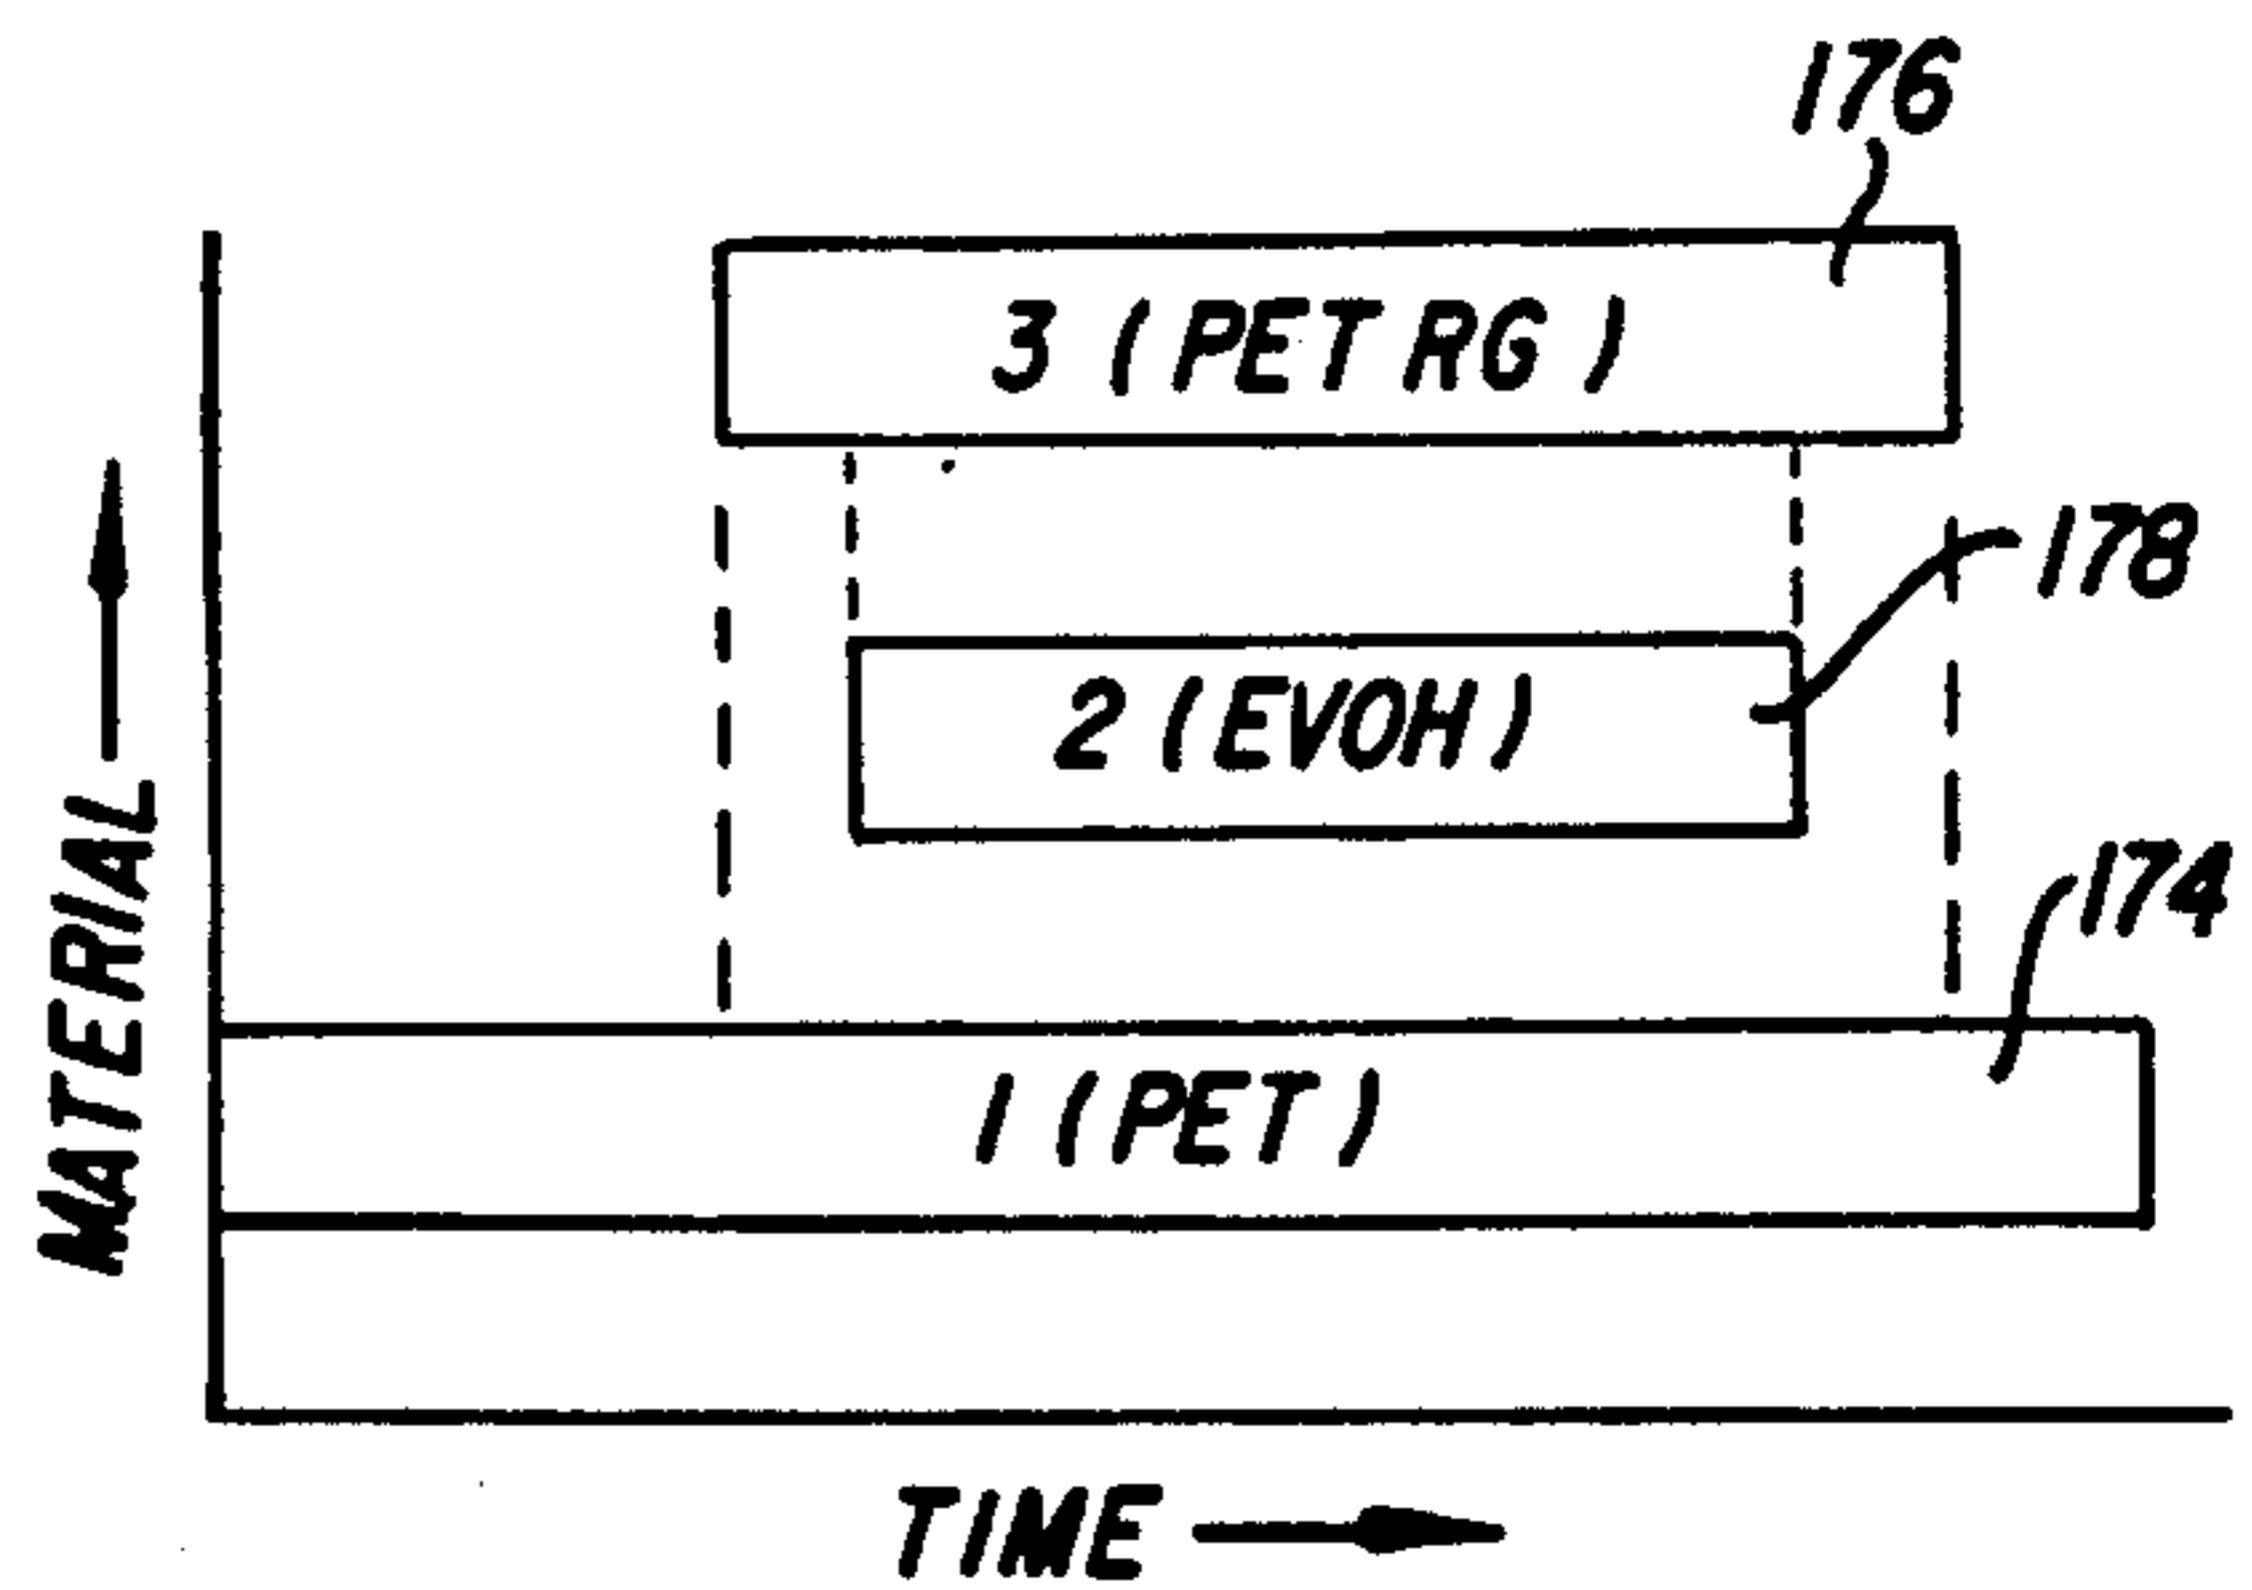 176
3 (PET RG)
178
2 (EVOH)
174
1 (PET)
MATERIAL
TIME